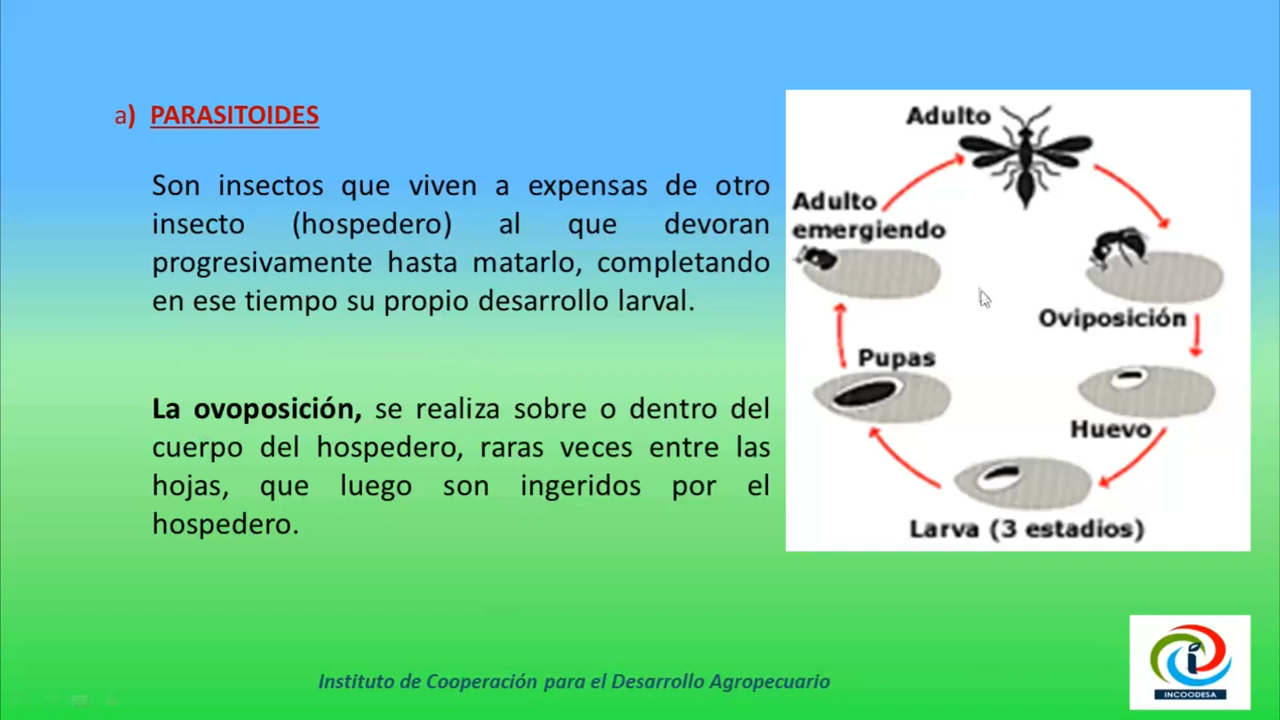 a) PARASITOIDES
Son insectos que viven a expensas de otro
insecto (hospedero) al que devoran
progresivamente hasta matarlo, completando
en ese tiempo su propio desarrollo larval.
La ovoposición, se realiza sobre o dentro del
cuerpo del hospedero, raras veces entre las
hojas, que luego son ingeridos por el
hospedero.
Adulto
Adulto
emergiendo
Oviposición
Pupas
Huevo
Larva (3 estadios)
Instituto de Cooperación para el Desarrollo Agropecuario
INCOODESA